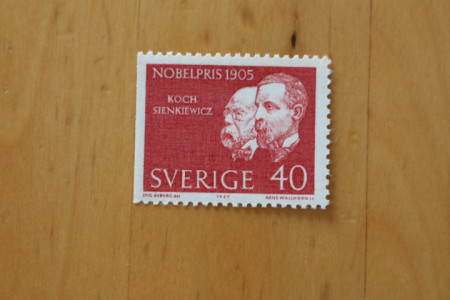 NOBELPRIS 1905
KOCH
SIENKIEWICZ
SVERIGE 40